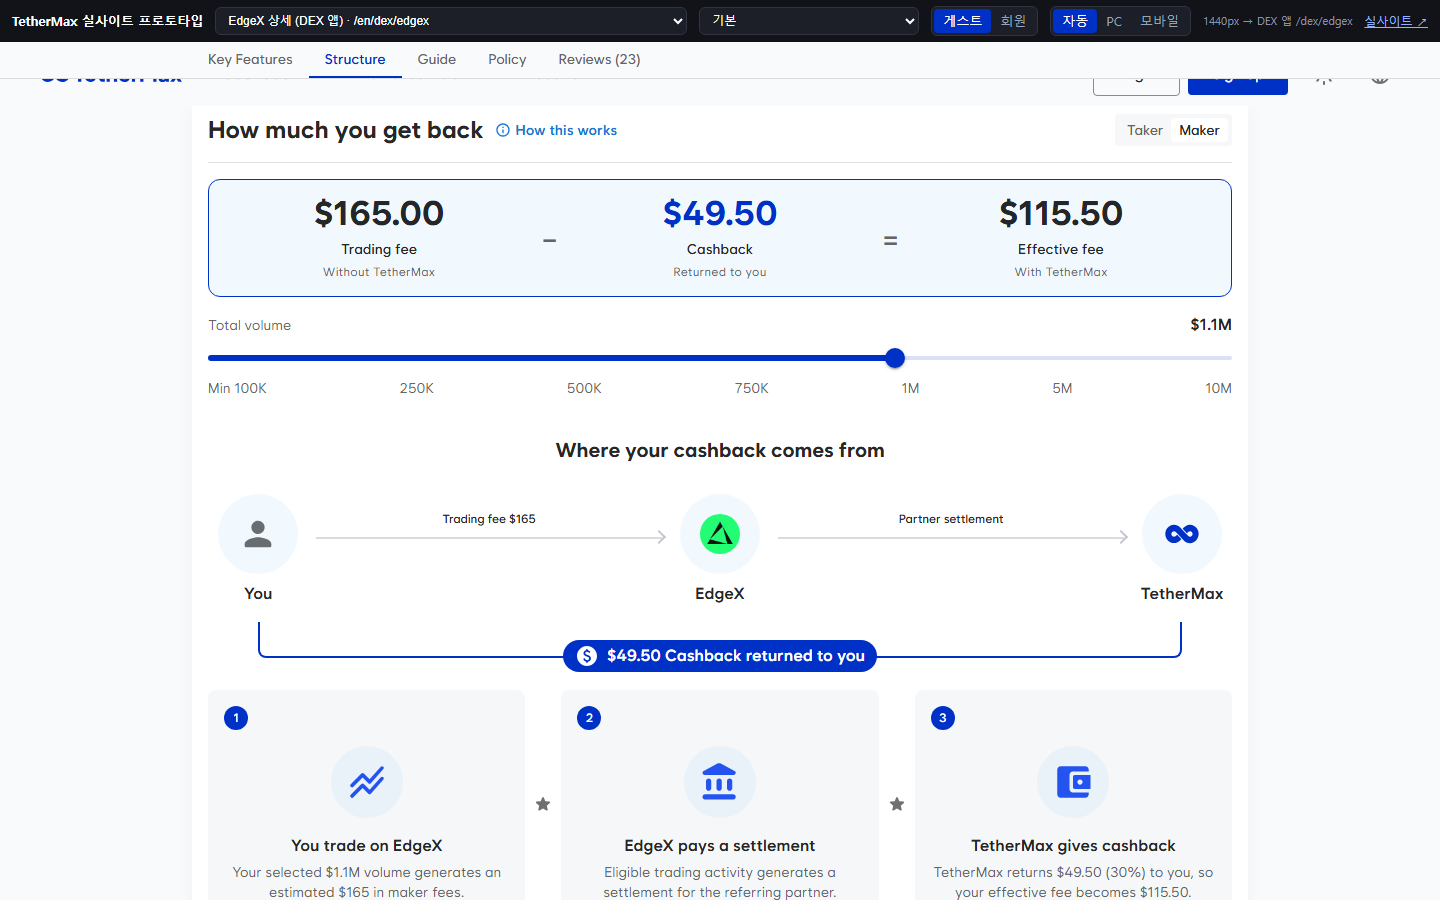 TetherMax 실사이트 프로토타입
EdgeX 상세 (DEX 앱) · /en/dex/edgex
기본
게스트 회원
자동 PC 모바일
1440px → DEX 앱 /dex/edgex
실사이트 ↗
Key Features Structure Guide Policy Reviews (23)
How much you get back
How this works
Taker Maker
$165.00 − $49.50 = $115.50
Trading fee Cashback Effective fee
Without TetherMax Returned to you With TetherMax
Total volume $1.1M
Min 100K 250K 500K 750K 1M 5M 10M
Where your cashback comes from
Trading fee $165 Partner settlement
You EdgeX TetherMax
$ $49.50 Cashback returned to you
1
You trade on EdgeX
Your selected $1.1M volume generates an
estimated $165 in maker fees.
2
EdgeX pays a settlement
Eligible trading activity generates a
settlement for the referring partner.
3
TetherMax gives cashback
TetherMax returns $49.50 (30%) to you, so
your effective fee becomes $115.50.